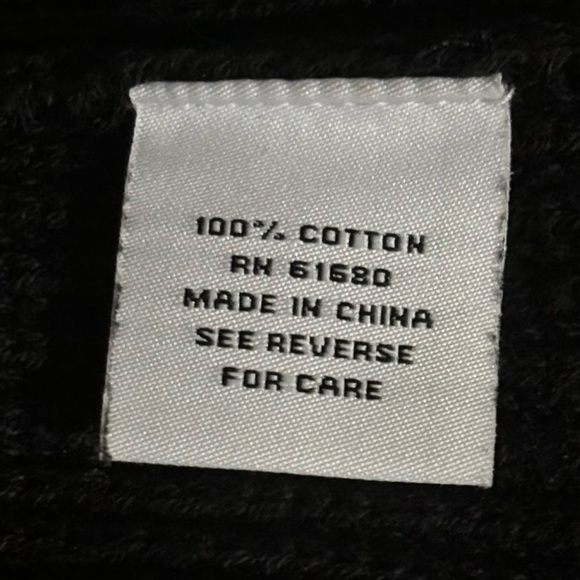 100% COTTON
RN 61680
MADE IN CHINA
SEE REVERSE
FOR CARE